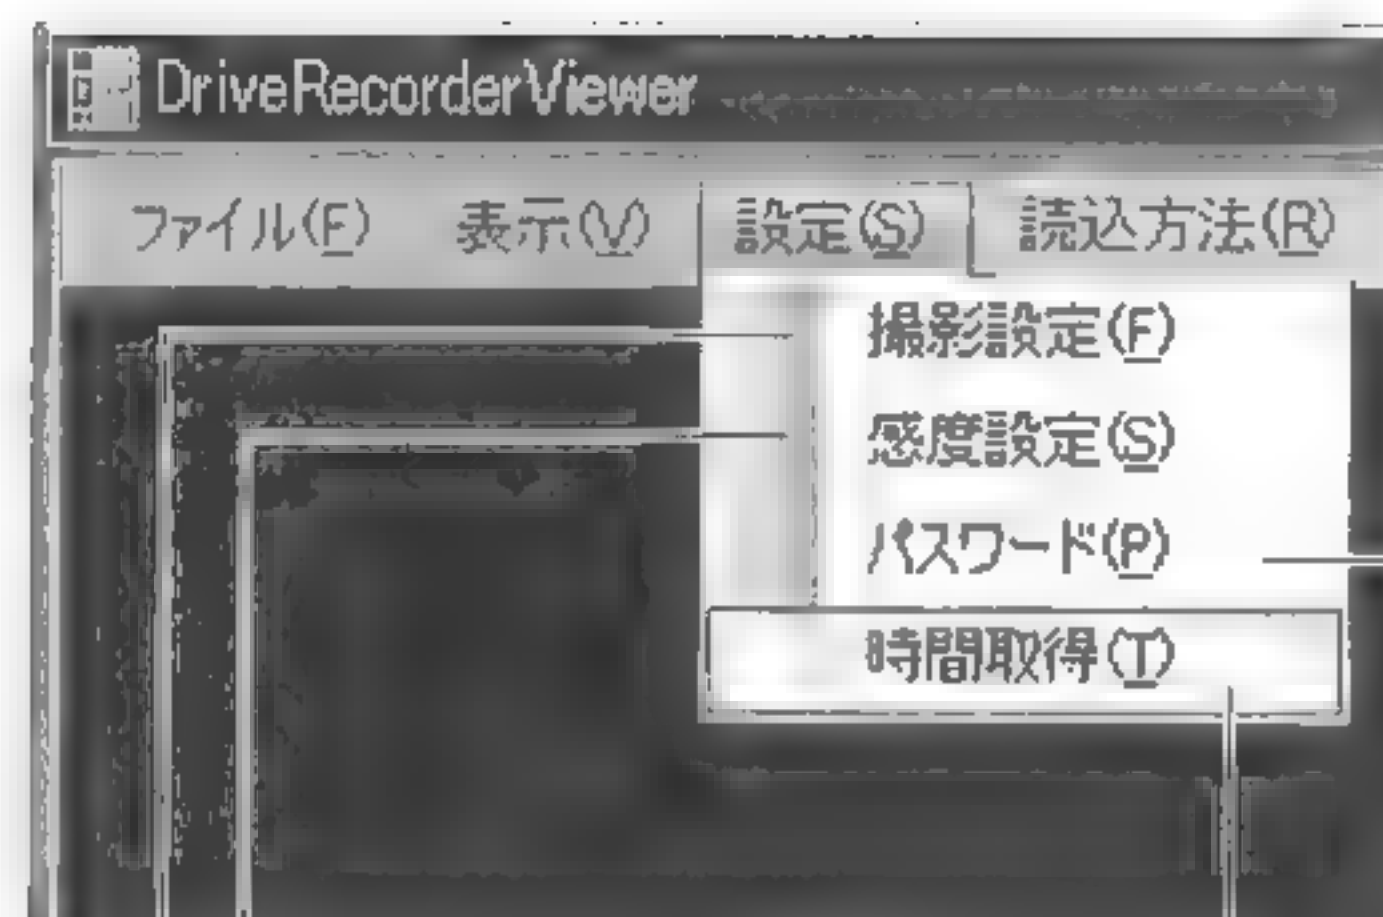 DriveRecorderViewer
ファイル(F) 表示(V) 設定(S) 読込方法(R)
撮影設定(F)
感度設定(S)
パスワード(P)
時間取得(T)